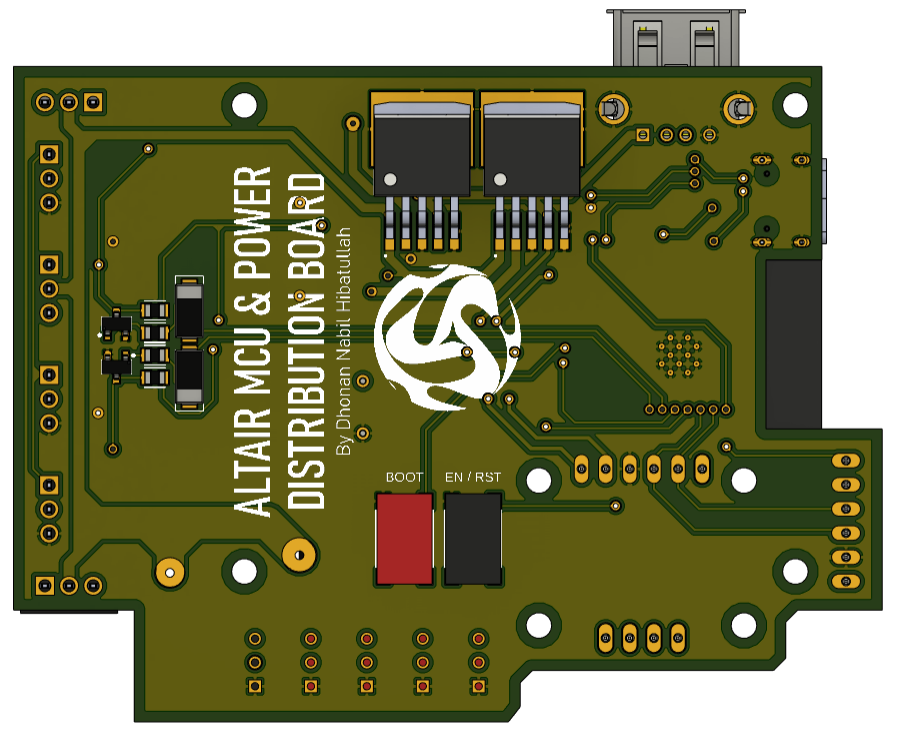 ALTAIR MCU & POWER
DISTRIBUTION BOARD
By Dhonan Nabil Hibatullah
BOOT
EN / RST